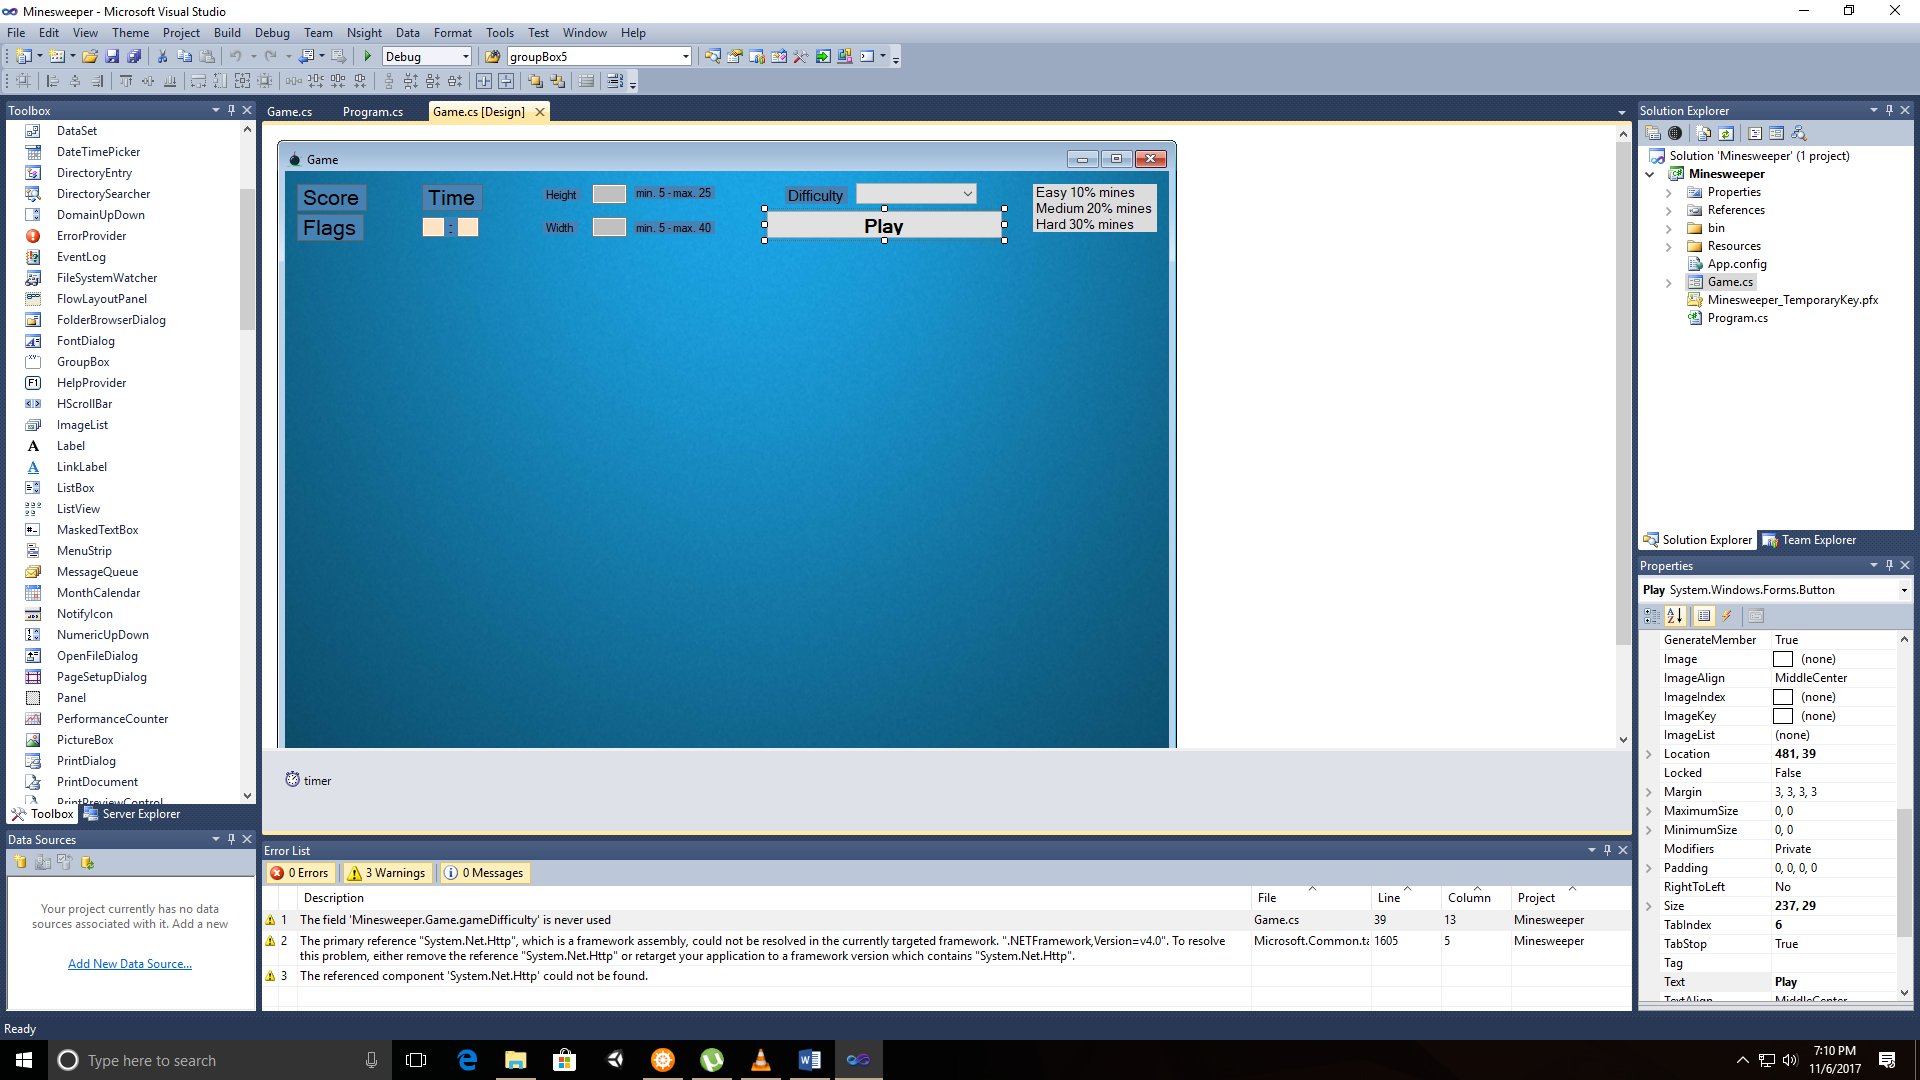 Minesweeper - Microsoft Visual Studio
File Edit View Theme Project Build Debug Team Nsight Data Format Tools Test Window Help
Debug groupBox5
Toolbox
DataSet
DateTimePicker
DirectoryEntry
DirectorySearcher
DomainUpDown
ErrorProvider
EventLog
FileSystemWatcher
FlowLayoutPanel
FolderBrowserDialog
FontDialog
GroupBox
HelpProvider
HScrollBar
ImageList
Label
LinkLabel
ListBox
ListView
MaskedTextBox
MenuStrip
MessageQueue
MonthCalendar
NotifyIcon
NumericUpDown
OpenFileDialog
PageSetupDialog
Panel
PerformanceCounter
PictureBox
PrintDialog
PrintDocument
PrintPreviewControl
Toolbox Server Explorer
Data Sources
Your project currently has no data
sources associated with it. Add a new
Add New Data Source...
Game.cs Program.cs Game.cs [Design]
Game
Score Time Height min. 5 - max. 25 Difficulty
Flags : Width min. 5 - max. 40 Play
Easy 10% mines
Medium 20% mines
Hard 30% mines
timer
Error List
0 Errors 3 Warnings 0 Messages
Description File Line Column Project
1 The field 'Minesweeper.Game.gameDifficulty' is never used Game.cs 39 13 Minesweeper
2 The primary reference "System.Net.Http", which is a framework assembly, could not be resolved in the currently targeted framework. ".NETFramework,Version=v4.0". To resolve Microsoft.Common.ta 1605 5 Minesweeper
this problem, either remove the reference "System.Net.Http" or retarget your application to a framework version which contains "System.Net.Http".
3 The referenced component 'System.Net.Http' could not be found.
Solution Explorer
Solution 'Minesweeper' (1 project)
Minesweeper
Properties
References
bin
Resources
App.config
Game.cs
Minesweeper_TemporaryKey.pfx
Program.cs
Solution Explorer Team Explorer
Properties
Play System.Windows.Forms.Button
GenerateMember True
Image (none)
ImageAlign MiddleCenter
ImageIndex (none)
ImageKey (none)
ImageList (none)
Location 481, 39
Locked False
Margin 3, 3, 3, 3
MaximumSize 0, 0
MinimumSize 0, 0
Modifiers Private
Padding 0, 0, 0, 0
RightToLeft No
Size 237, 29
TabIndex 6
TabStop True
Tag
Text Play
TextAlign MiddleCenter
Ready
Type here to search
7:10 PM
11/6/2017